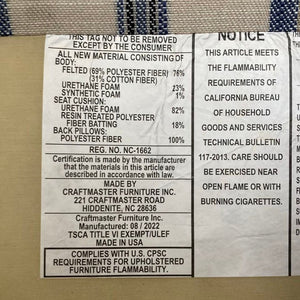 THIS TAG NOT TO BE REMOVED
EXCEPT BY THE CONSUMER
ALL NEW MATERIAL CONSISTING OF
BODY:
FELTED (69% POLYESTER FIBER) 76%
(31% COTTON FIBER)
URETHANE FOAM 23%
SYNTHETIC FOAM 1%
SEAT CUSHION:
URETHANE FOAM 82%
RESIN TREATED POLYESTER
FIBER BATTING 18%
BACK PILLOWS:
POLYESTER FIBER 100%
REG. NO. NC-1662
Certification is made by the manufacturer
that the materials in this article are
described in accordance with law.
MADE BY
CRAFTMASTER FURNITURE INC.
221 CRAFTMASTER ROAD
HIDDENITE, NC 28636
Craftmaster Furniture Inc.
Manufactured: 08 / 2022
TSCA TITLE VI EXEMPT/ULEF
MADE IN USA
COMPLIES WITH U.S. CPSC
REQUIREMENTS FOR UPHOLSTERED
FURNITURE FLAMMABILITY.
NOTICE
THIS ARTICLE MEETS
THE FLAMMABILITY
REQUIREMENTS OF
CALIFORNIA BUREAU
OF HOUSEHOLD
GOODS AND SERVICES
TECHNICAL BULLETIN
117-2013. CARE SHOULD
BE EXERCISED NEAR
OPEN FLAME OR WITH
BURNING CIGARETTES.